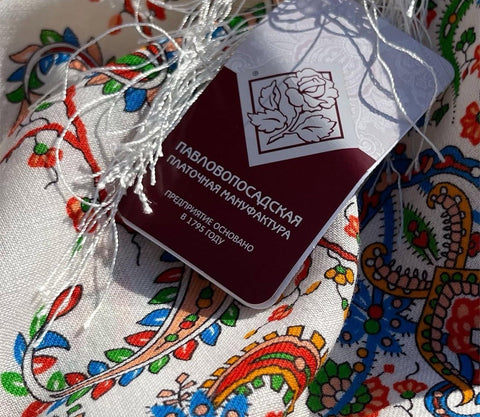 ®
ПАВЛОВОПОСАДСКАЯ
ПЛАТОЧНАЯ МАНУФАКТУРА
ПРЕДПРИЯТИЕ ОСНОВАНО
В 1795 ГОДУ